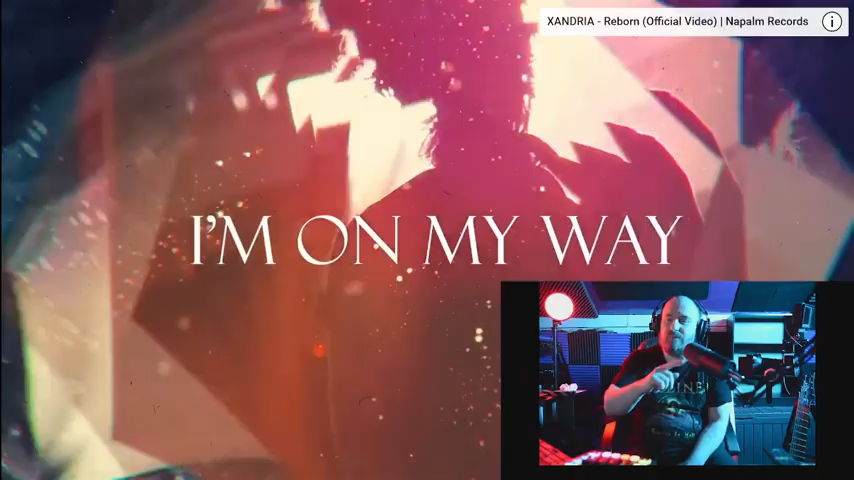 XANDRIA - Reborn (Official Video) | Napalm Records
I'M ON MY WAY